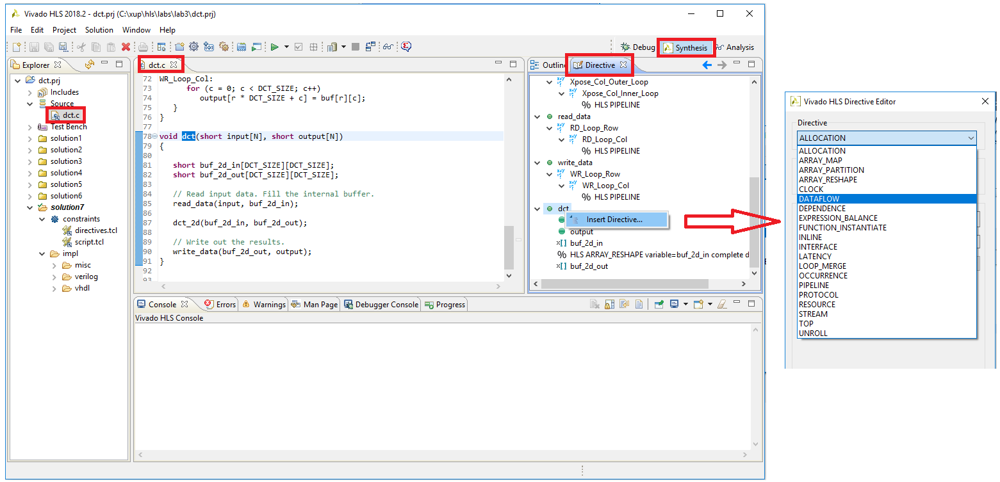 Vivado HLS 2018.2 - dct.prj (C:\xup\hls\labs\lab3\dct.prj)
File Edit Project Solution Window Help
Debug Synthesis Analysis
Explorer
dct.prj
Includes
Source
dct.c
Test Bench
solution1
solution2
solution3
solution4
solution5
solution6
solution7
constraints
directives.tcl
script.tcl
impl
misc
verilog
vhdl
dct.c
72 WR_Loop_Col:
73 for (c = 0; c < DCT_SIZE; c++)
74 output[r * DCT_SIZE + c] = buf[r][c];
75 }
76 }
77
78 void dct(short input[N], short output[N])
79 {
80
81 short buf_2d_in[DCT_SIZE][DCT_SIZE];
82 short buf_2d_out[DCT_SIZE][DCT_SIZE];
83
84 // Read input data. Fill the internal buffer.
85 read_data(input, buf_2d_in);
86
87 dct_2d(buf_2d_in, buf_2d_out);
88
89 // Write out the results.
90 write_data(buf_2d_out, output);
91 }
92
93
Outline Directive
Xpose_Col_Outer_Loop
Xpose_Col_Inner_Loop
% HLS PIPELINE
read_data
RD_Loop_Row
RD_Loop_Col
% HLS PIPELINE
write_data
WR_Loop_Row
WR_Loop_Col
% HLS PIPELINE
dct
Insert Directive...
output
x[] buf_2d_in
% HLS ARRAY_RESHAPE variable=buf_2d_in complete d
x[] buf_2d_out
Console Errors Warnings Man Page Debugger Console Progress
Vivado HLS Console
Vivado HLS Directive Editor
Directive
ALLOCATION
ALLOCATION
ARRAY_MAP
ARRAY_PARTITION
ARRAY_RESHAPE
CLOCK
DATAFLOW
DEPENDENCE
EXPRESSION_BALANCE
FUNCTION_INSTANTIATE
INLINE
INTERFACE
LATENCY
LOOP_MERGE
OCCURRENCE
PIPELINE
PROTOCOL
RESOURCE
STREAM
TOP
UNROLL